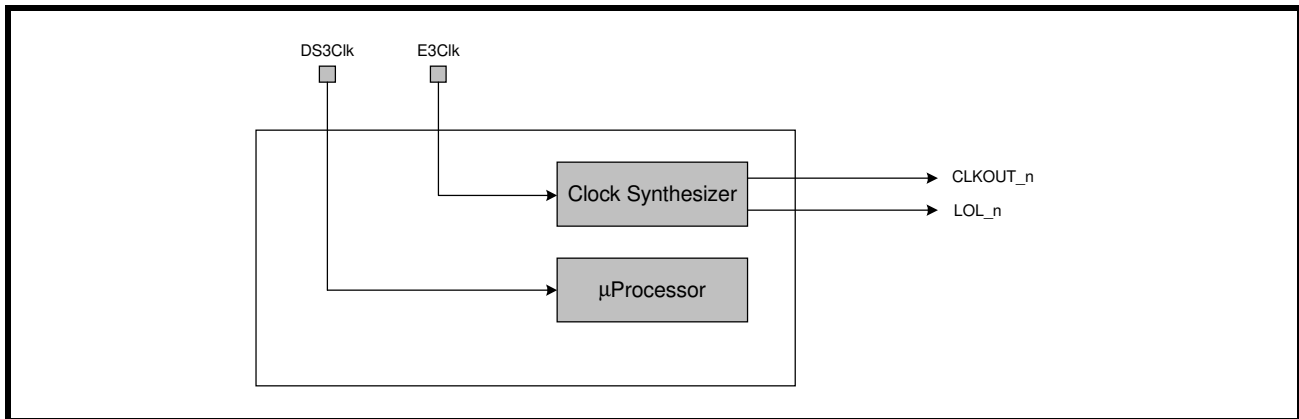 DS3Clk
E3Clk
Clock Synthesizer
CLKOUT_n
LOL_n
µProcessor